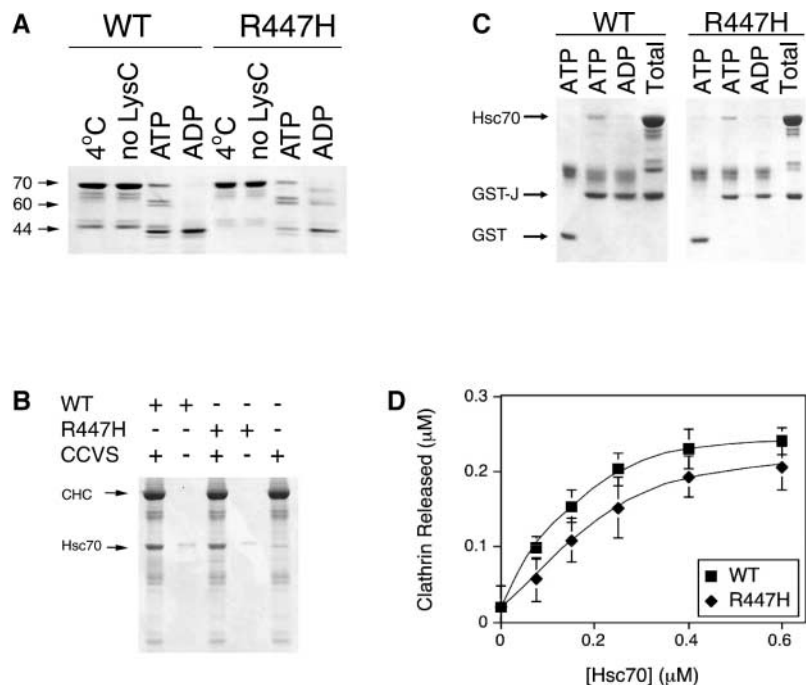 A
WT R447H
4°C no LysC ATP ADP 4°C no LysC ATP ADP
70
60
44
C
WT R447H
ATP ATP ADP Total ATP ATP ADP Total
Hsc70
GST-J
GST
B
WT + + - - -
R447H - - + + -
CCVS + - + - +
CHC
Hsc70
D
Clathrin Released (μM)
0.3
0.2
0.1
0
0 0.2 0.4 0.6
[Hsc70] (μM)
WT
R447H